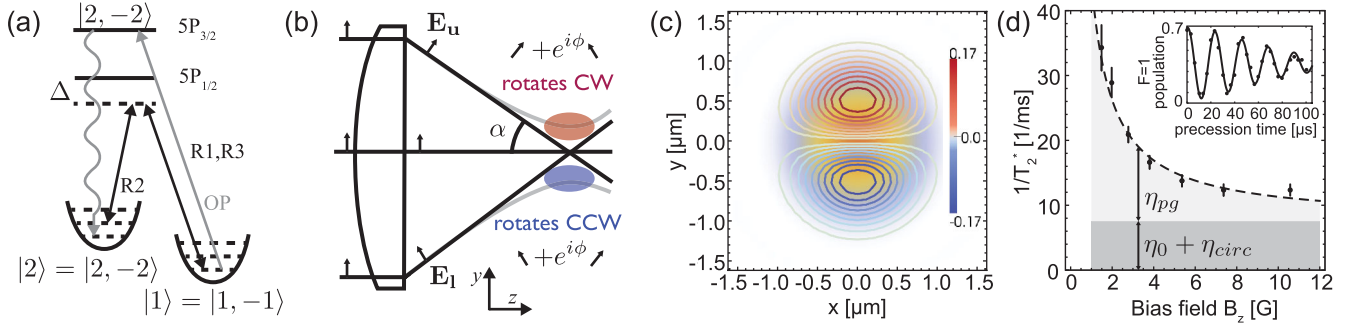 (a)
|2, -2⟩
5P3/2
5P1/2
Δ
R1,R3
R2
OP
|2⟩ = |2, -2⟩
|1⟩ = |1, -1⟩
(b)
Eu
+e^{iϕ}
rotates CW
α
rotates CCW
+e^{iϕ}
El
y
z
(c)
1.5
1.0
0.5
0.0
-0.5
-1.0
-1.5
y [µm]
-1.5 -1.0 -0.5 0.0 0.5 1.0 1.5
x [µm]
0.17
-0.0
-0.17
(d)
40
30
20
10
0
1/T2* [1/ms]
0 2 4 6 8 10 12
Bias field Bz [G]
ηpg
η0 + ηcirc
0.7
0
F=1
population
0 20 40 60 80 100
precession time [µs]